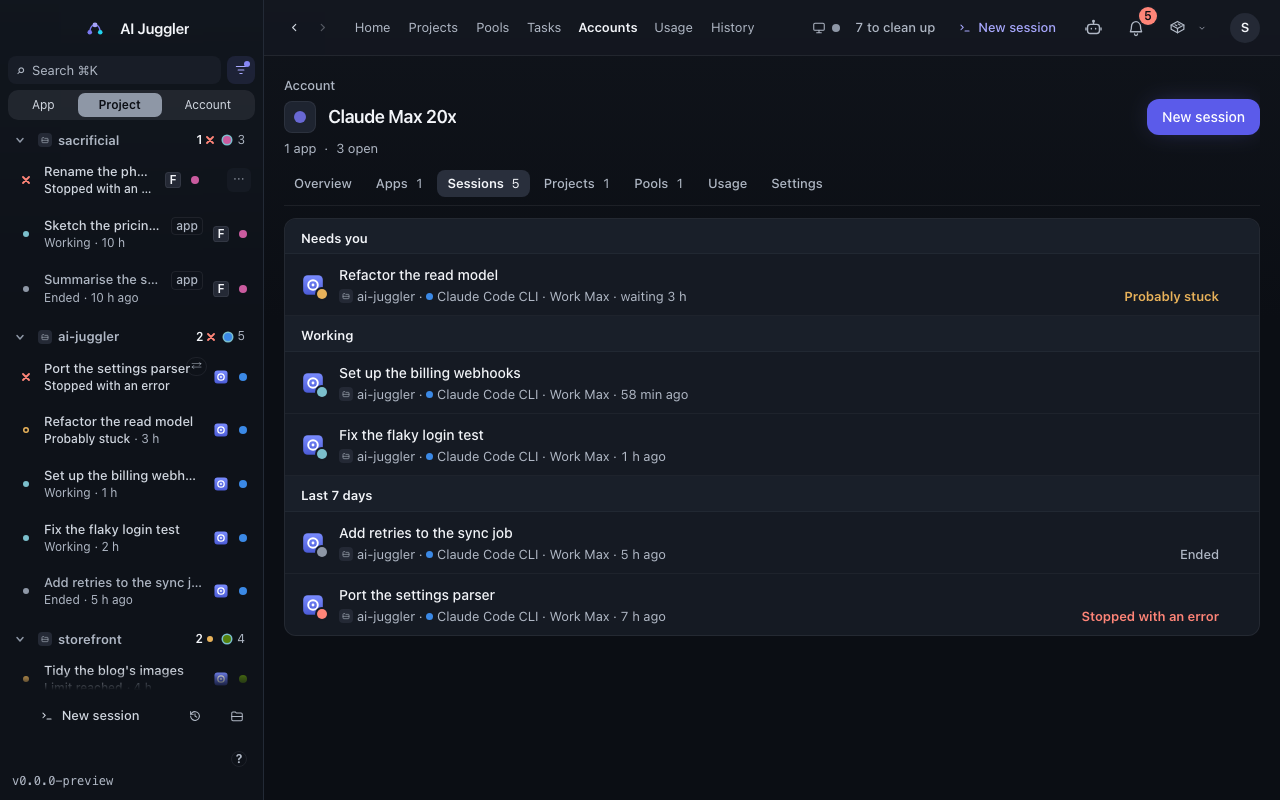 AI Juggler
Search ⌘K
App Project Account
sacrificial 1 3
Rename the ph... F
Stopped with an ...
Sketch the pricin... app F
Working · 10 h
Summarise the s... app F
Ended · 10 h ago
ai-juggler 2 5
Port the settings parser
Stopped with an error
Refactor the read model
Probably stuck · 3 h
Set up the billing webh...
Working · 1 h
Fix the flaky login test
Working · 2 h
Add retries to the sync j...
Ended · 5 h ago
storefront 2 4
Tidy the blog's images
Limit reached · 4 h
New session
?
v0.0.0-preview
Home Projects Pools Tasks Accounts Usage History 7 to clean up New session 5 S
Account
Claude Max 20x
New session
1 app · 3 open
Overview Apps 1 Sessions 5 Projects 1 Pools 1 Usage Settings
Needs you
Refactor the read model
ai-juggler · Claude Code CLI · Work Max · waiting 3 h Probably stuck
Working
Set up the billing webhooks
ai-juggler · Claude Code CLI · Work Max · 58 min ago
Fix the flaky login test
ai-juggler · Claude Code CLI · Work Max · 1 h ago
Last 7 days
Add retries to the sync job
ai-juggler · Claude Code CLI · Work Max · 5 h ago Ended
Port the settings parser
ai-juggler · Claude Code CLI · Work Max · 7 h ago Stopped with an error